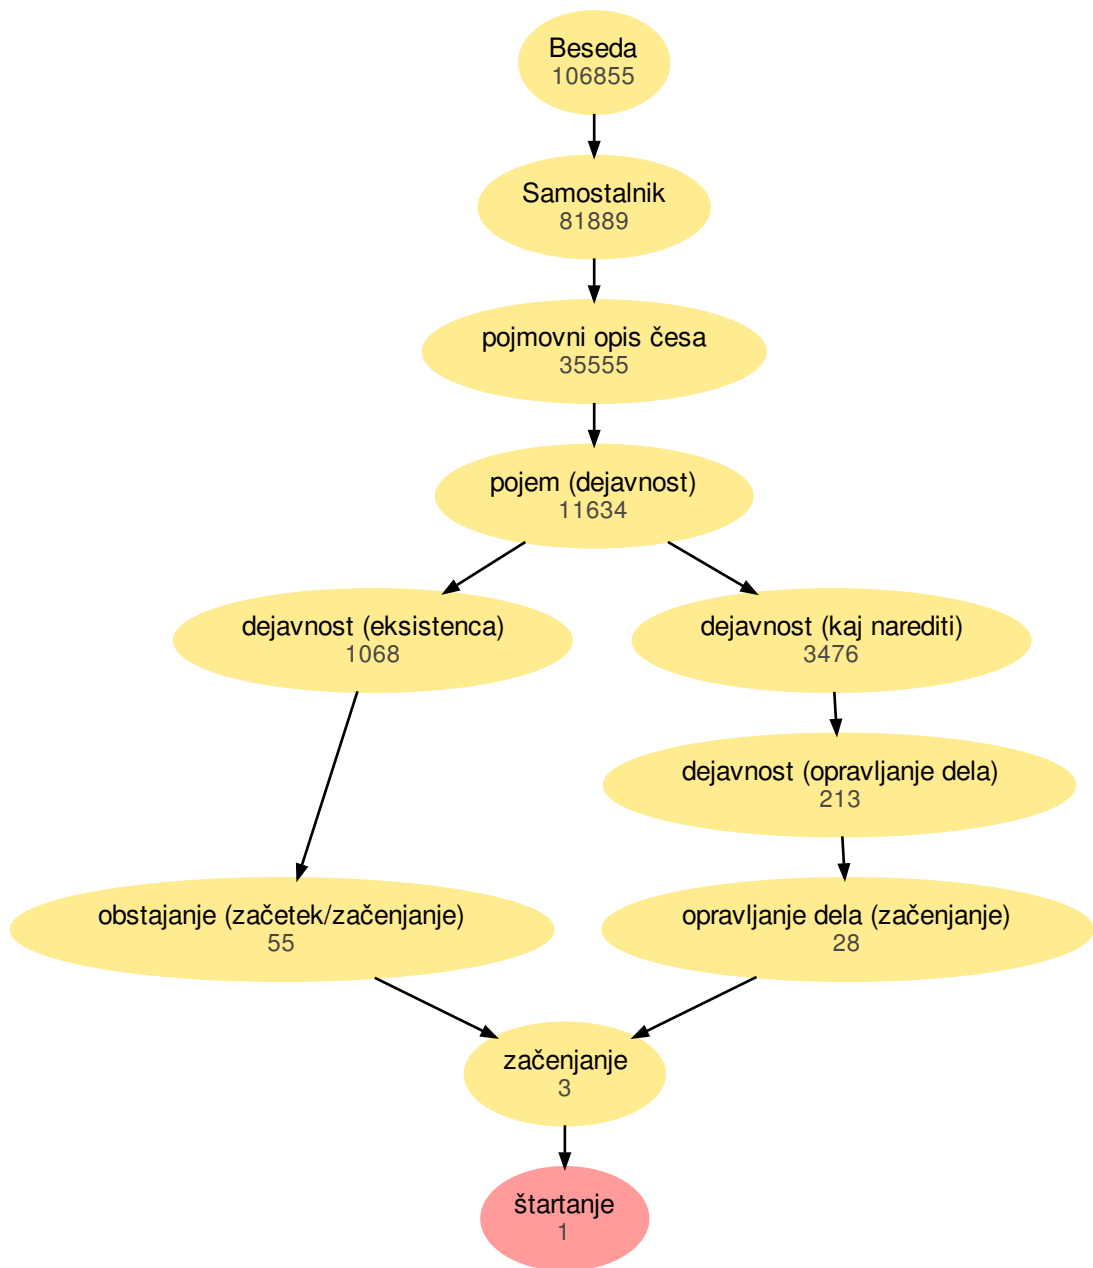 Beseda
106855
Samostalnik
81889
pojmovni opis česa
35555
pojem (dejavnost)
11634
dejavnost (eksistenca)
1068
dejavnost (kaj narediti)
3476
dejavnost (opravljanje dela)
213
obstajanje (začetek/začenjanje)
55
opravljanje dela (začenjanje)
28
začenjanje
3
štartanje
1